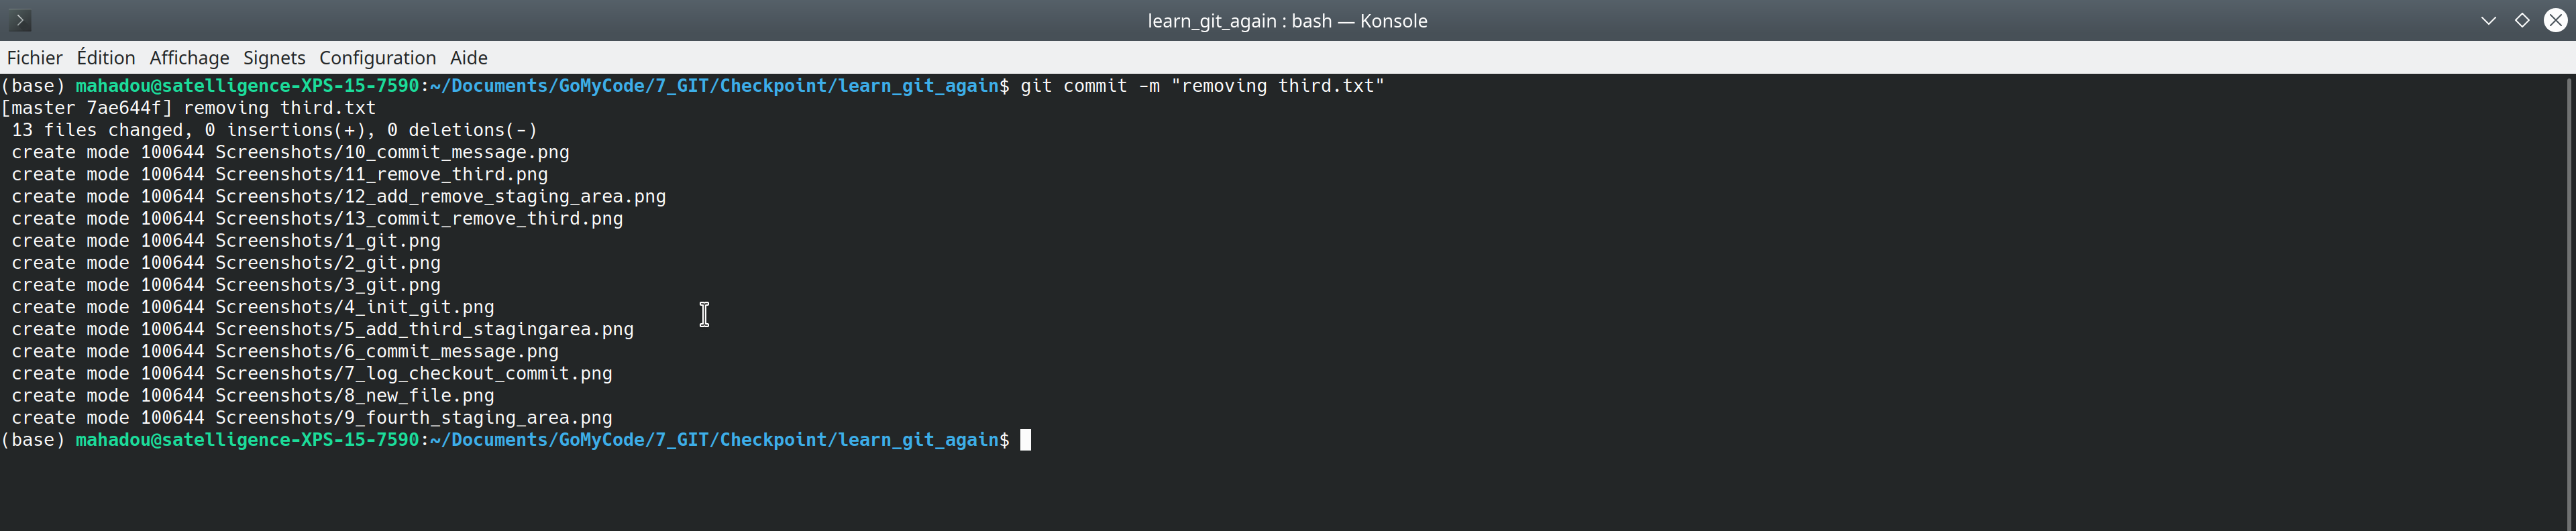 learn_git_again : bash — Konsole
Fichier Édition Affichage Signets Configuration Aide
(base) mahadou@satelligence-XPS-15-7590:~/Documents/GoMyCode/7_GIT/Checkpoint/learn_git_again$ git commit -m "removing third.txt"
[master 7ae644f] removing third.txt
 13 files changed, 0 insertions(+), 0 deletions(-)
 create mode 100644 Screenshots/10_commit_message.png
 create mode 100644 Screenshots/11_remove_third.png
 create mode 100644 Screenshots/12_add_remove_staging_area.png
 create mode 100644 Screenshots/13_commit_remove_third.png
 create mode 100644 Screenshots/1_git.png
 create mode 100644 Screenshots/2_git.png
 create mode 100644 Screenshots/3_git.png
 create mode 100644 Screenshots/4_init_git.png
 create mode 100644 Screenshots/5_add_third_stagingarea.png
 create mode 100644 Screenshots/6_commit_message.png
 create mode 100644 Screenshots/7_log_checkout_commit.png
 create mode 100644 Screenshots/8_new_file.png
 create mode 100644 Screenshots/9_fourth_staging_area.png
(base) mahadou@satelligence-XPS-15-7590:~/Documents/GoMyCode/7_GIT/Checkpoint/learn_git_again$